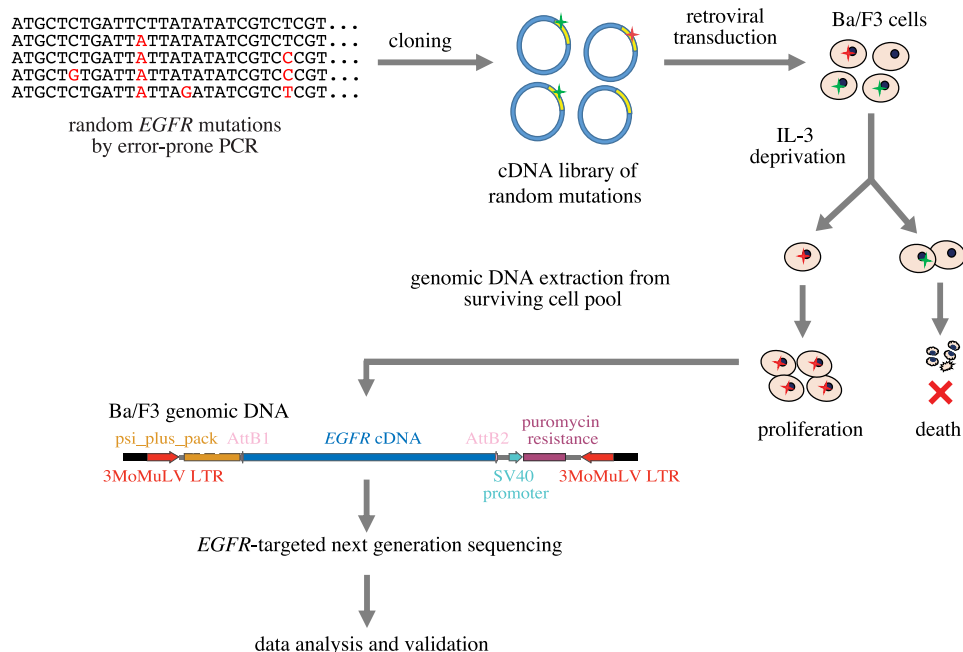 ATGCTCTGATTCTTATATATCGTCTCGT...
ATGCTCTGATTATTATATATCGTCTCGT...
ATGCTCTGATTATTATATATCGTCCCGT...
ATGCTGTGATTATTATATATCGTCCCGT...
ATGCTCTGATTATTAGATATCGTCTCGT...
random EGFR mutations
by error-prone PCR
cloning
cDNA library of
random mutations
retroviral
transduction
Ba/F3 cells
IL-3
deprivation
proliferation
death
genomic DNA extraction from
surviving cell pool
Ba/F3 genomic DNA
psi_plus_pack
AttB1
EGFR cDNA
AttB2
puromycin
resistance
3MoMuLV LTR
SV40
promoter
3MoMuLV LTR
EGFR-targeted next generation sequencing
data analysis and validation